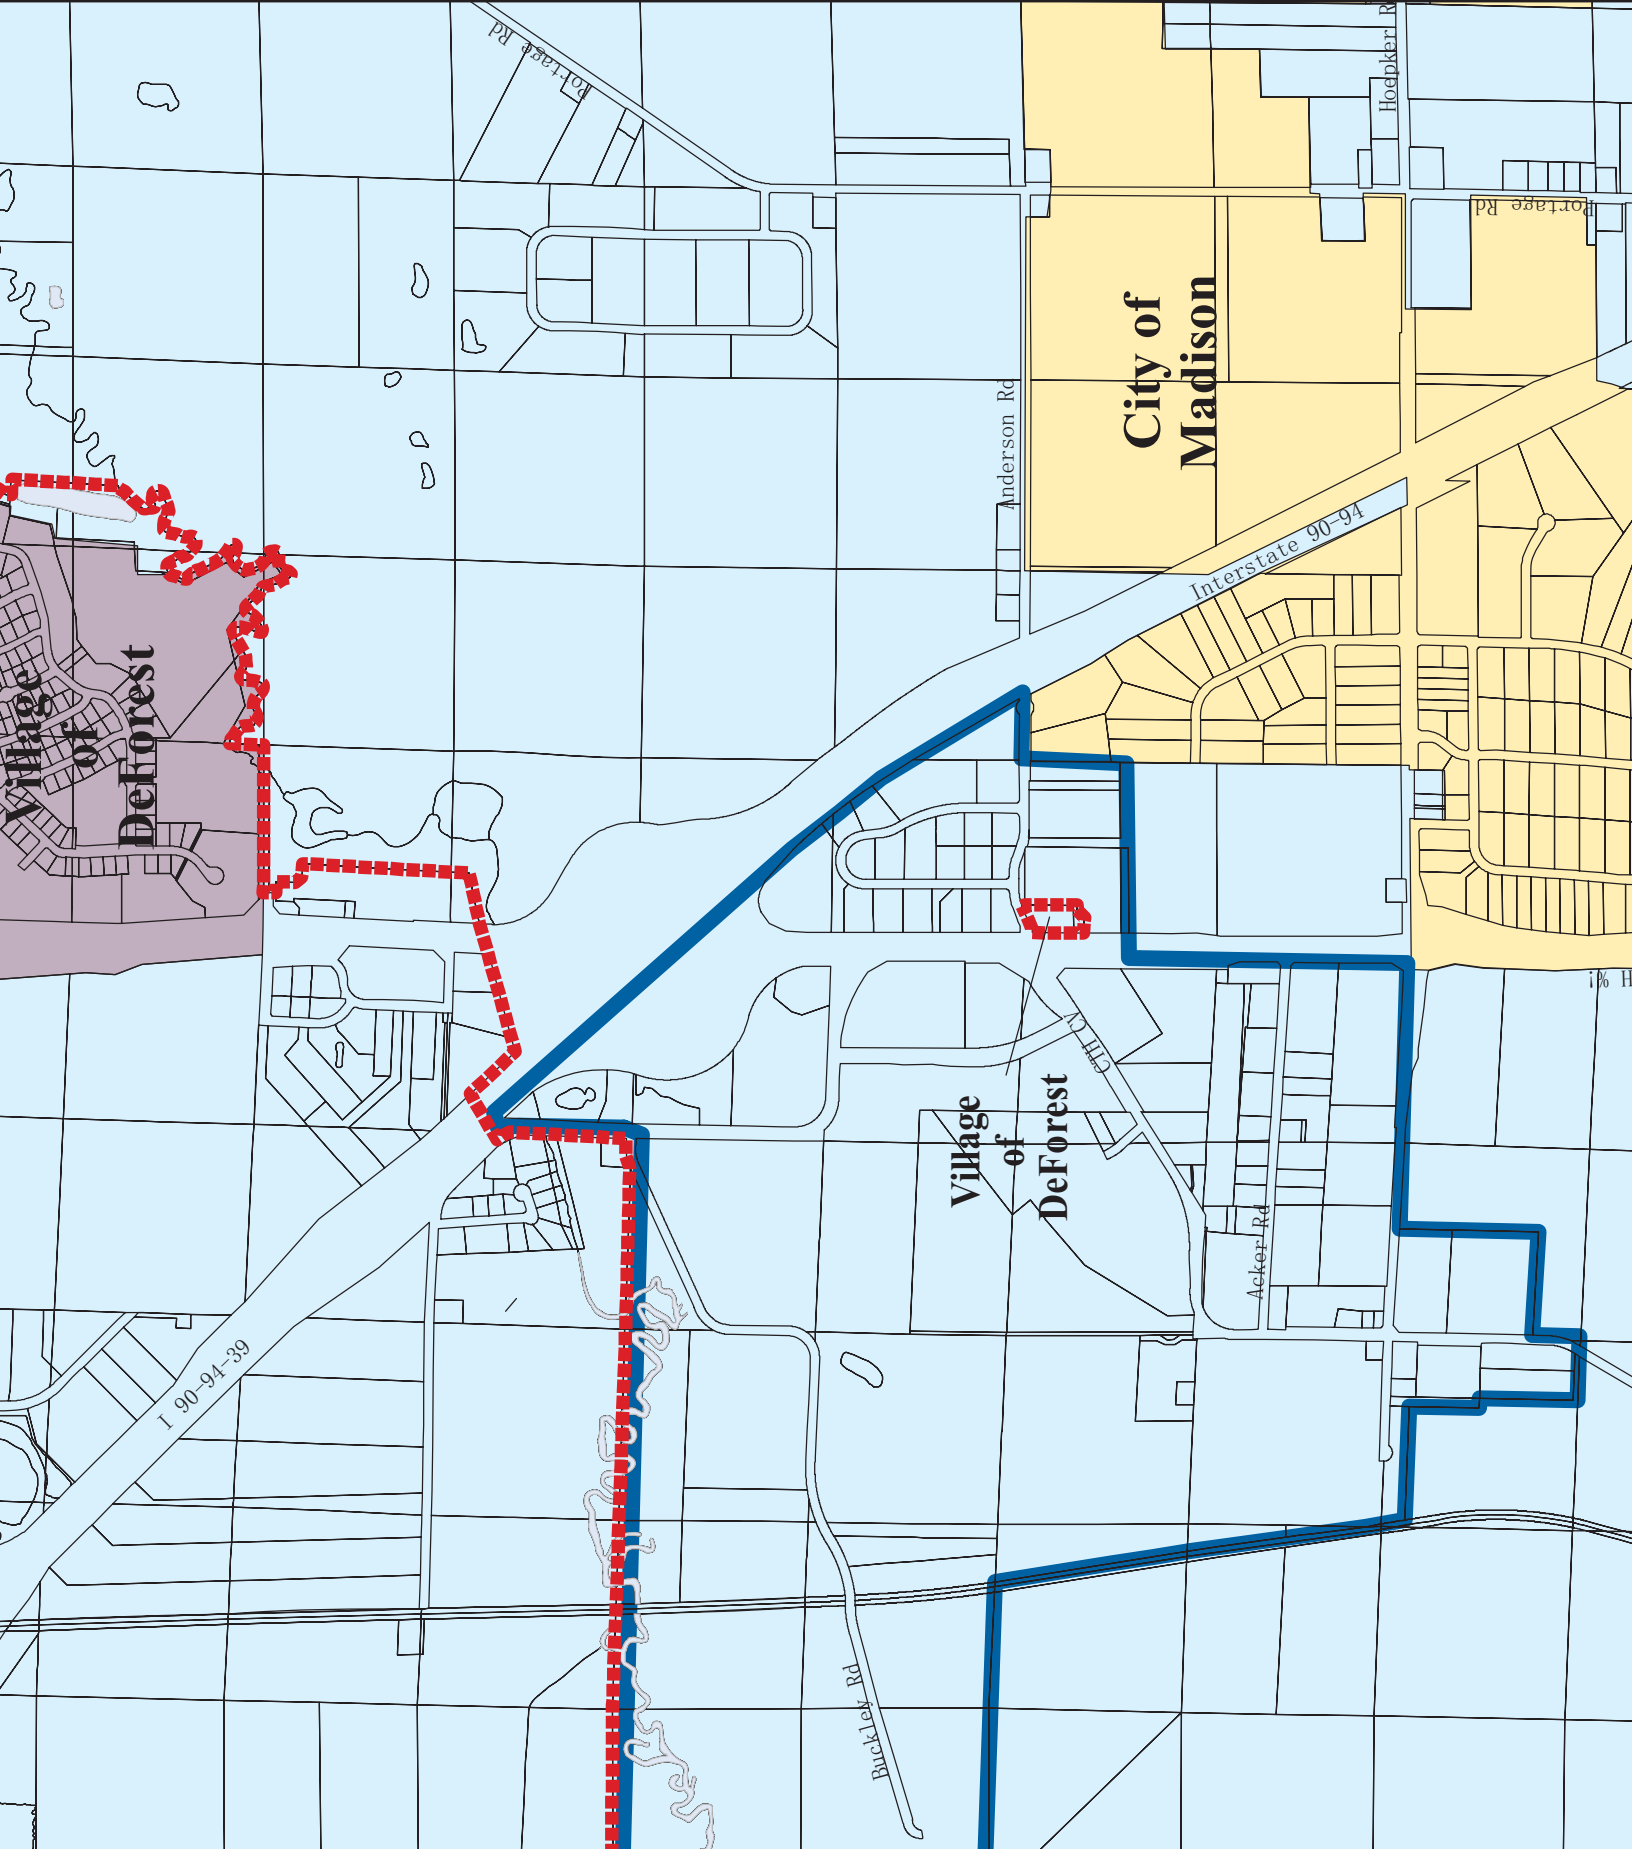 Portage Rd
Hoepker R
Portage Rd
City of
Madison
Anderson Rd
Interstate 90-94
Village
of
DeForest
CTH CV
Village
of
DeForest
Acker Rd
I 90-94-39
Buckley Rd